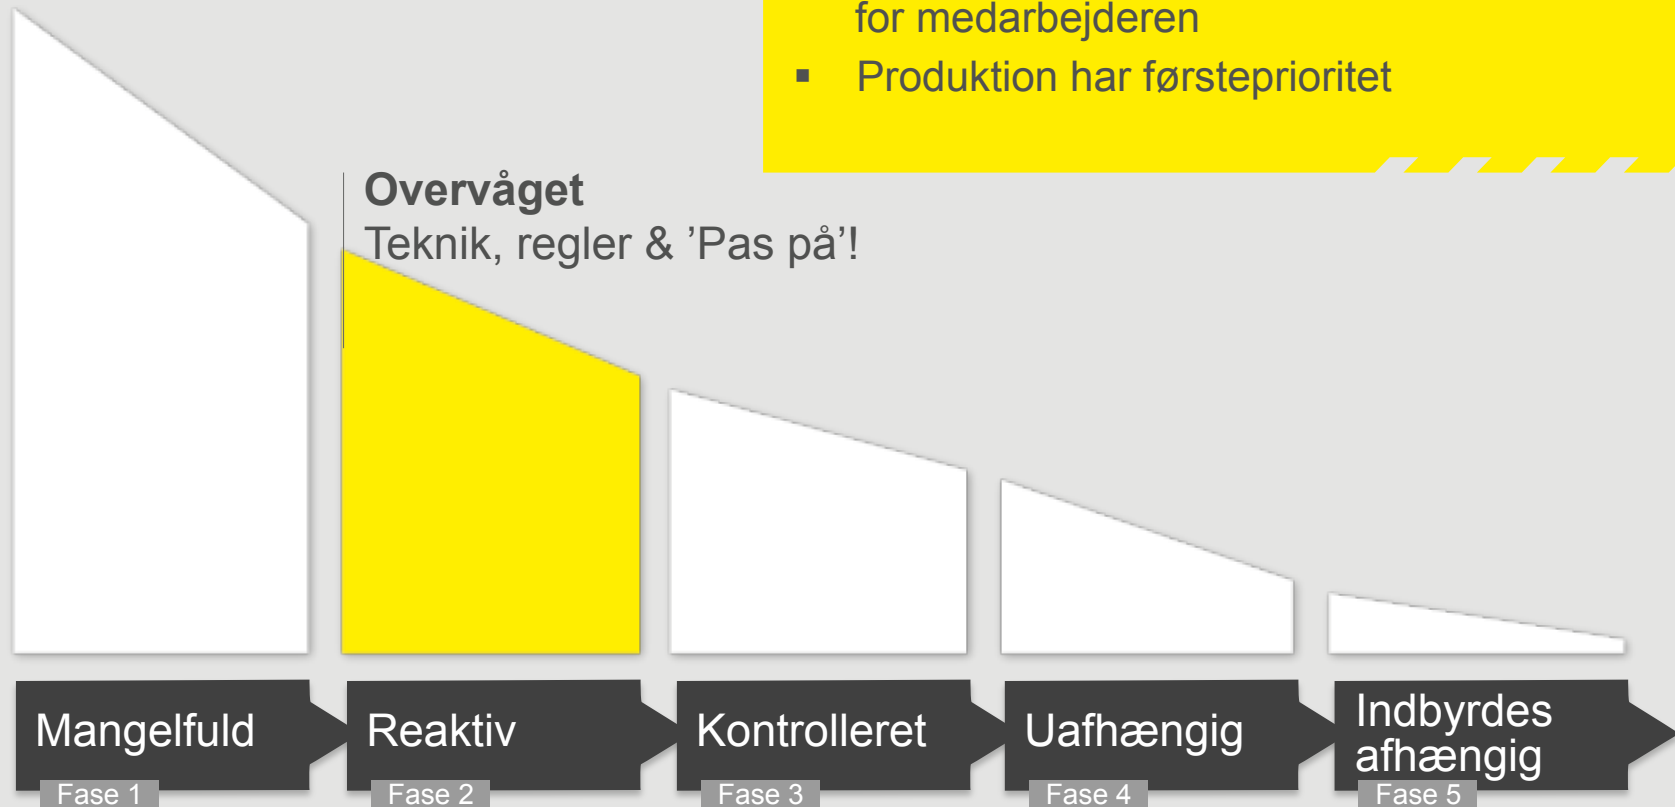 for medarbejderen
▪ Produktion har førsteprioritet
Overvåget
Teknik, regler & ’Pas på’!
Mangelfuld
Fase 1
Reaktiv
Fase 2
Kontrolleret
Fase 3
Uafhængig
Fase 4
Indbyrdes
afhængig
Fase 5